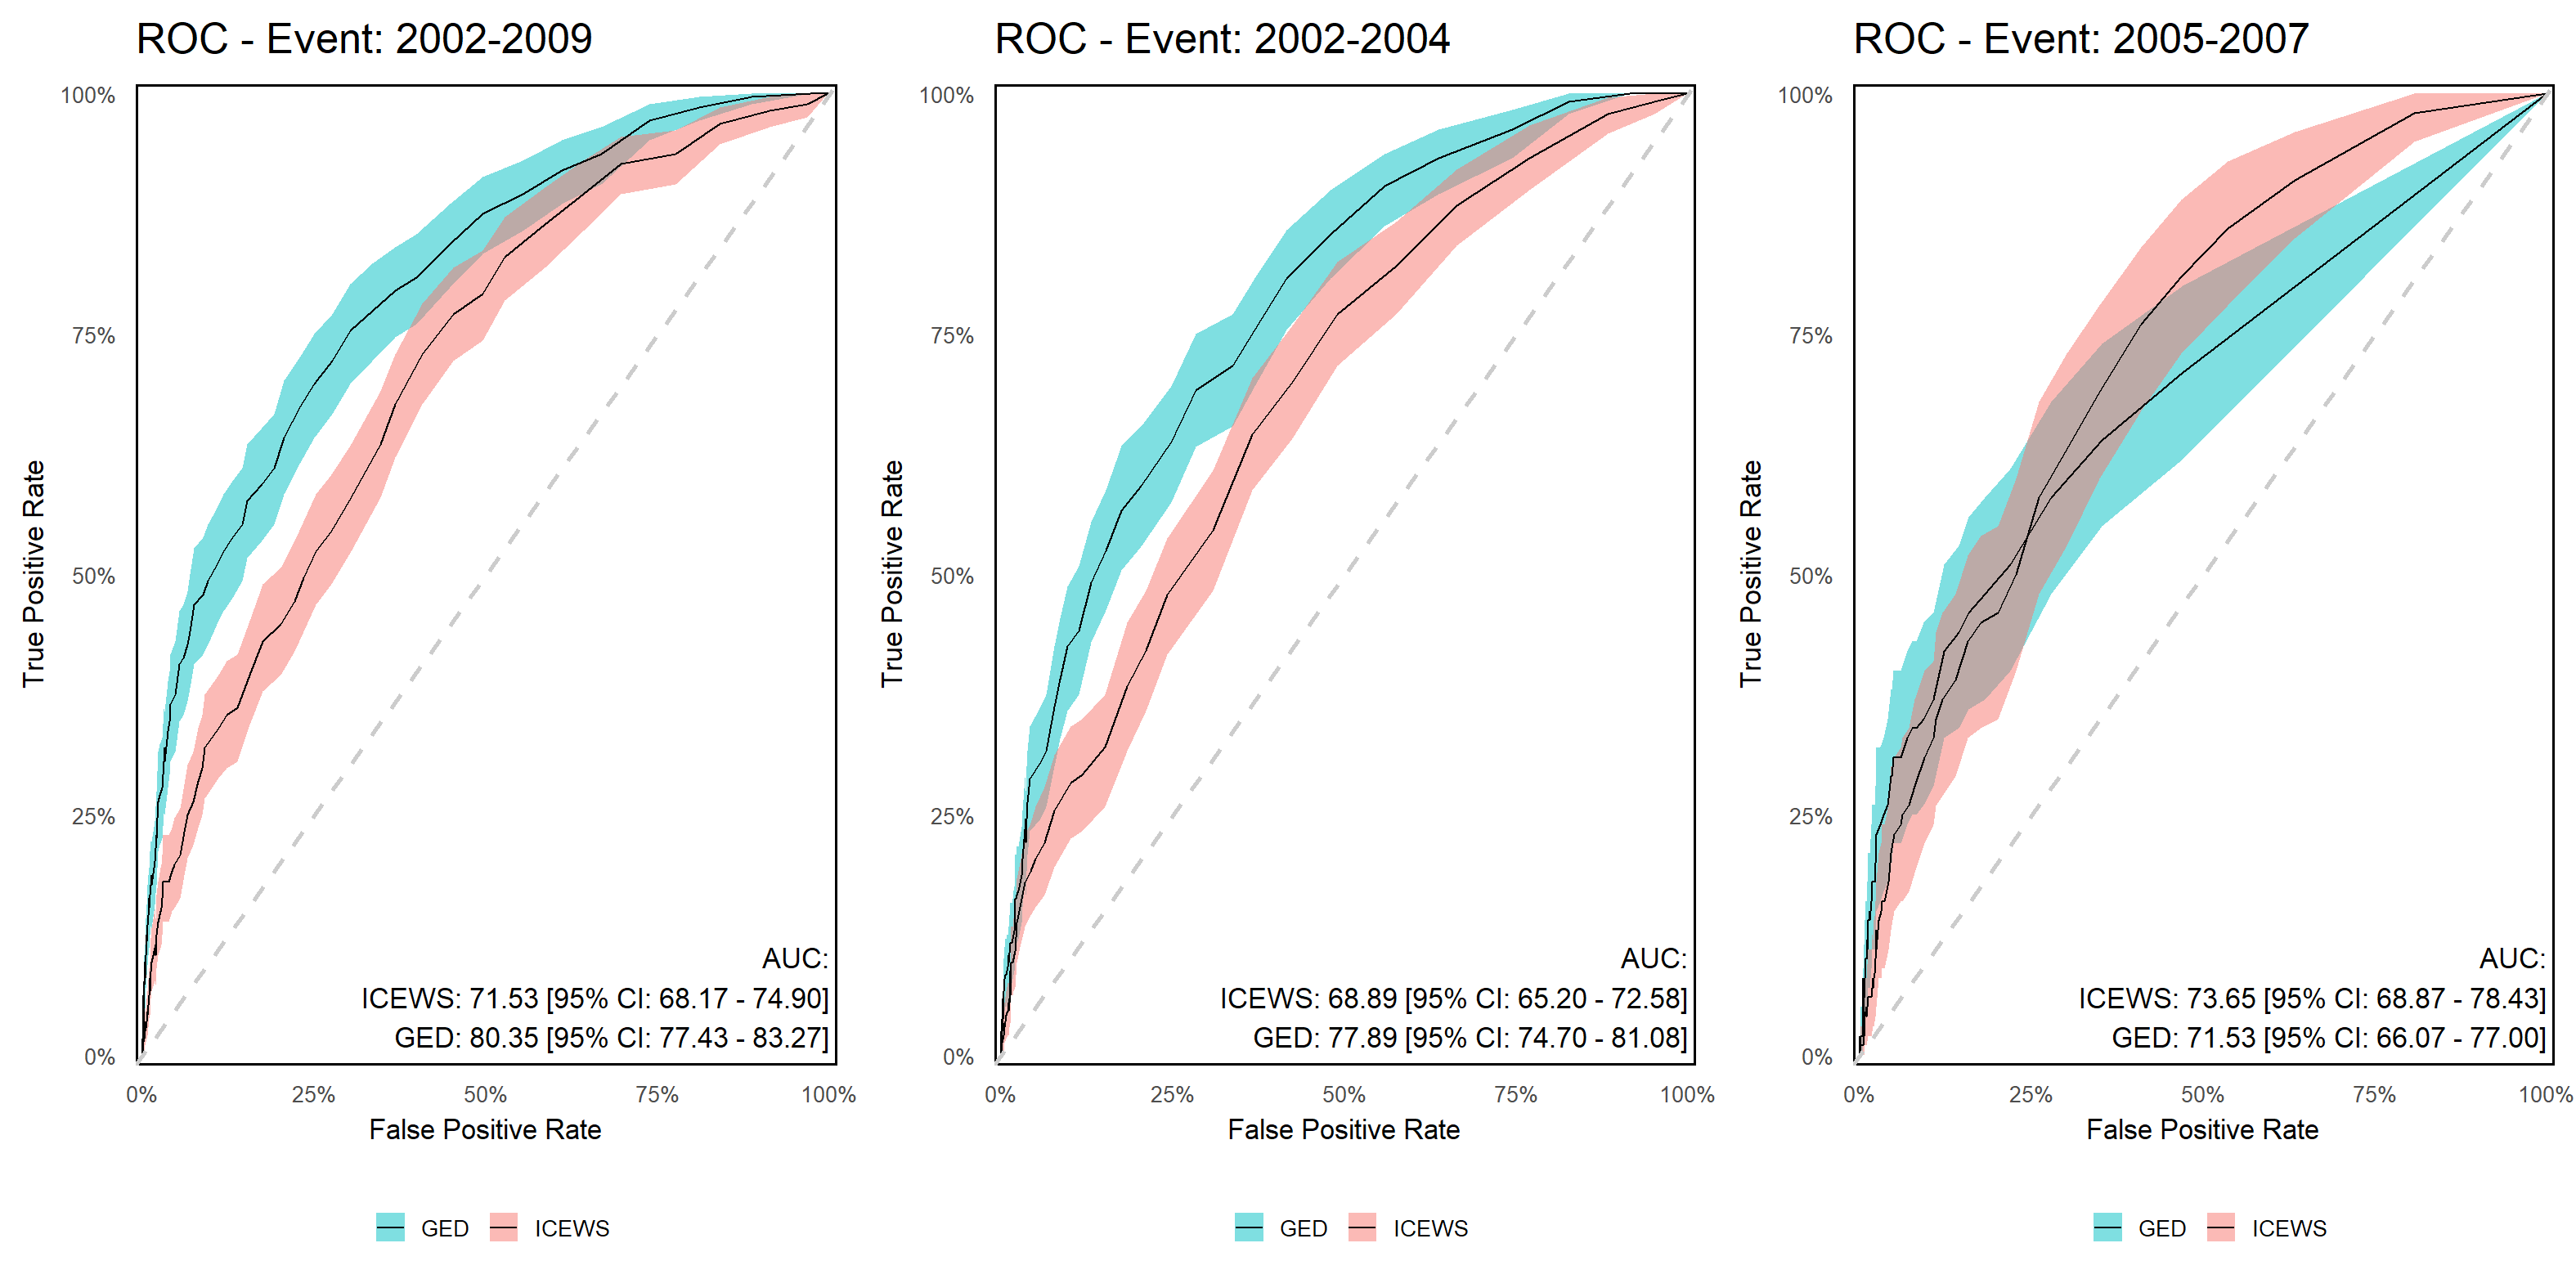 ROC - Event: 2002-2009
100%
75%
50%
25%
0%
True Positive Rate
AUC:
ICEWS: 71.53 [95% CI: 68.17 - 74.90]
GED: 80.35 [95% CI: 77.43 - 83.27]
0% 25% 50% 75% 100%
False Positive Rate
GED ICEWS
ROC - Event: 2002-2004
100%
75%
50%
25%
0%
True Positive Rate
AUC:
ICEWS: 68.89 [95% CI: 65.20 - 72.58]
GED: 77.89 [95% CI: 74.70 - 81.08]
0% 25% 50% 75% 100%
False Positive Rate
GED ICEWS
ROC - Event: 2005-2007
100%
75%
50%
25%
0%
True Positive Rate
AUC:
ICEWS: 73.65 [95% CI: 68.87 - 78.43]
GED: 71.53 [95% CI: 66.07 - 77.00]
0% 25% 50% 75% 100%
False Positive Rate
GED ICEWS